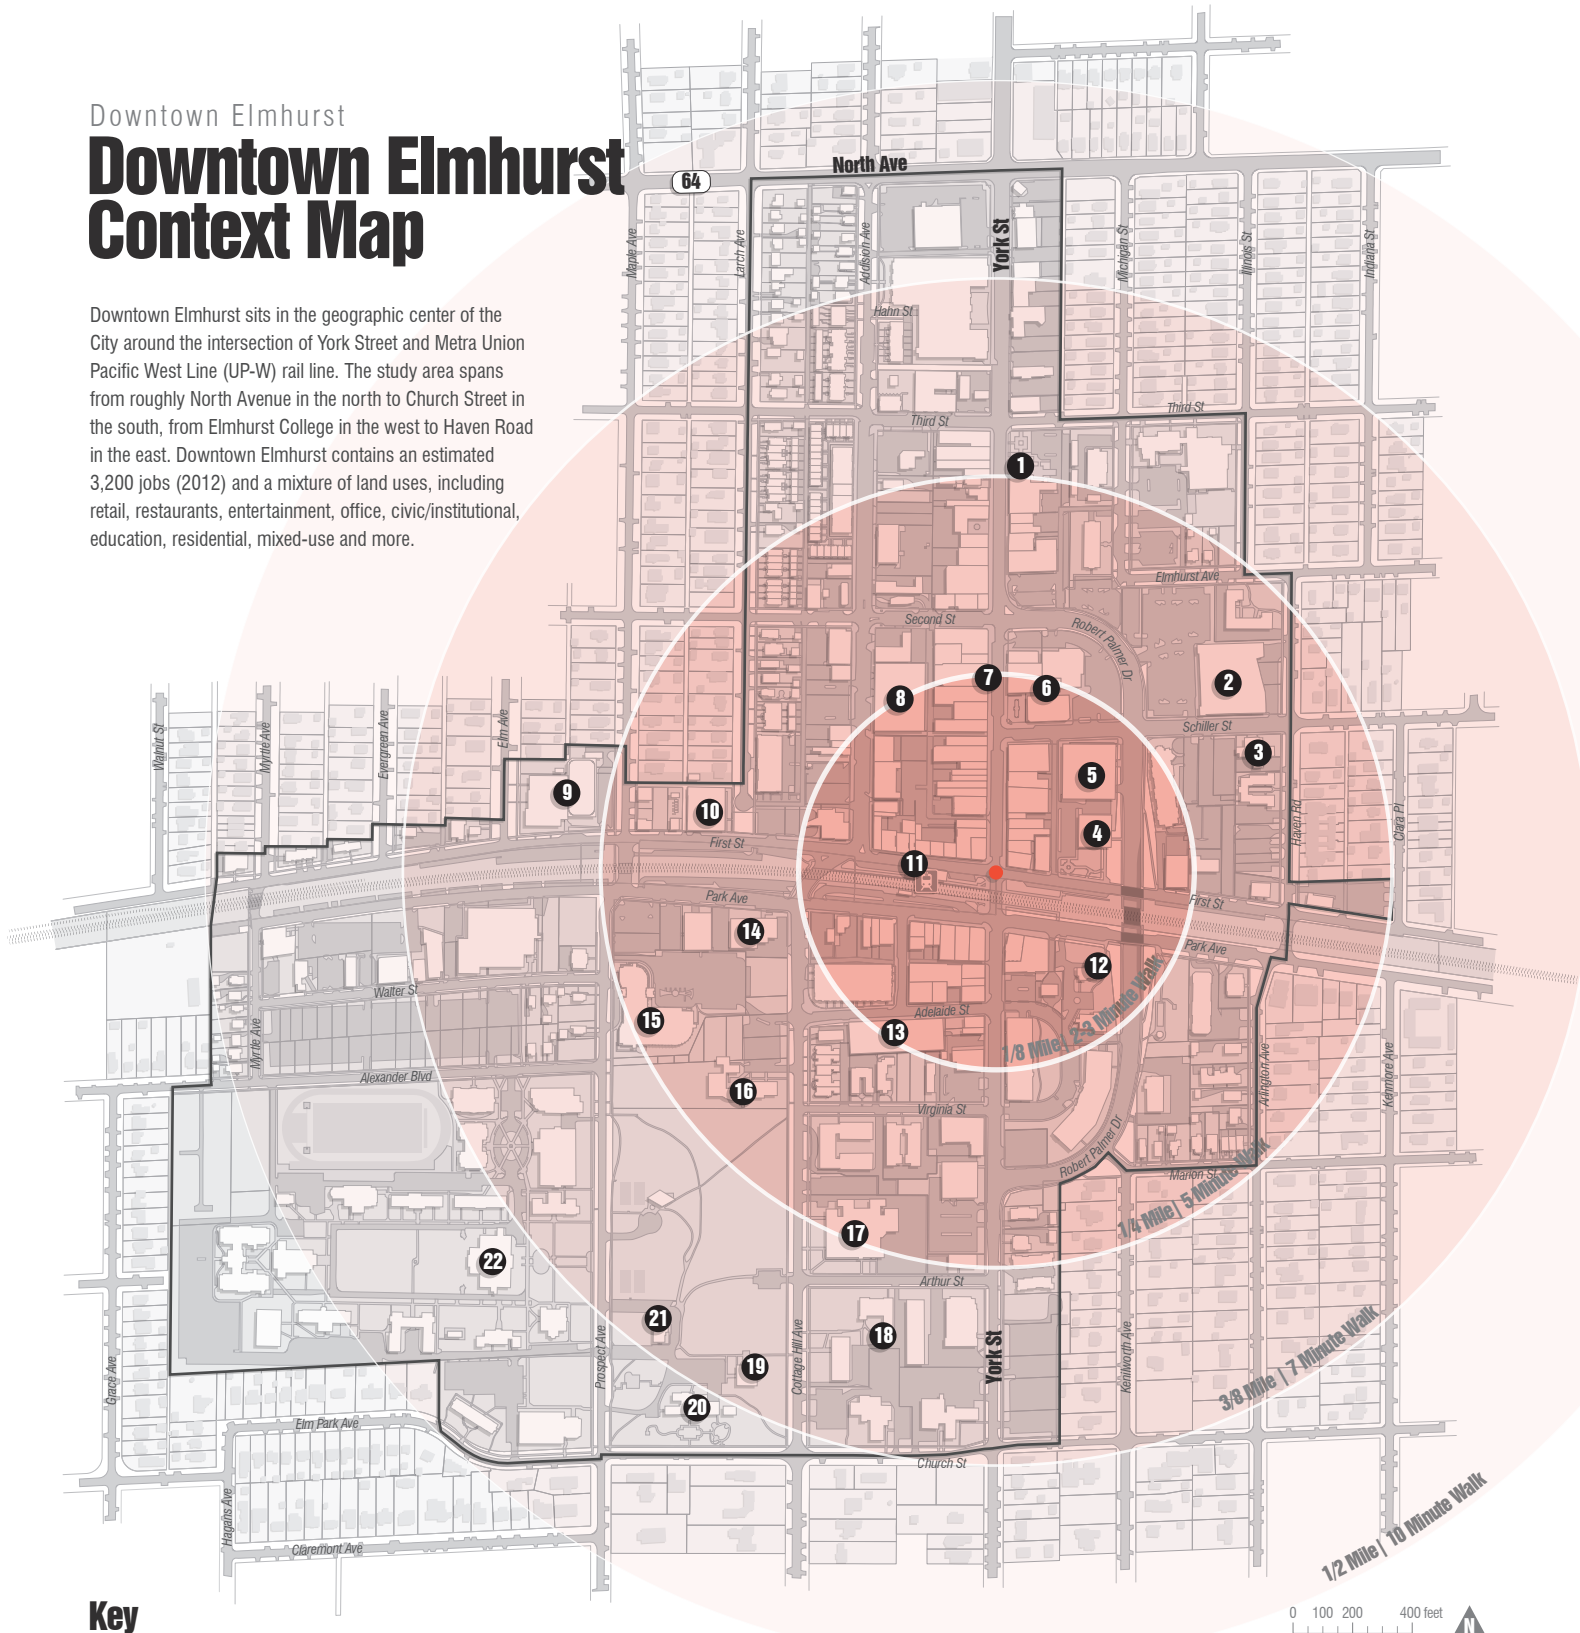 Downtown Elmhurst
Downtown Elmhurst
Context Map
Downtown Elmhurst sits in the geographic center of the
City around the intersection of York Street and Metra Union
Pacific West Line (UP-W) rail line. The study area spans
from roughly North Avenue in the north to Church Street in
the south, from Elmhurst College in the west to Haven Road
in the east. Downtown Elmhurst contains an estimated
3,200 jobs (2012) and a mixture of land uses, including
retail, restaurants, entertainment, office, civic/institutional,
education, residential, mixed-use and more.
64
North Ave
York St
Maple Ave
Larch Ave
Addision Ave
Michigan St
Illinois St
Indiana St
Hahn St
Third St
Third St
1
Elmhurst Ave
Second St
Robert Palmer Dr
2
7
6
8
Schiller St
Walnut St
Myrtle Ave
Evergreen Ave
Elm Ave
3
5
9
10
4
Haven Rd
Clara Pl
First St
11
Park Ave
First St
14
Park Ave
12
Walter St
Adelaide St
15
13
1/8 Mile | 2-3 Minute Walk
Myrtle Ave
Arlington Ave
Kenmore Ave
Alexander Blvd
16
Virginia St
Robert Palmer Dr
Marion St
1/4 Mile | 5 Minute Walk
17
22
Arthur St
21
18
Prospect Ave
Cottage Hill Ave
York St
Kenilworth Ave
3/8 Mile | 7 Minute Walk
19
Grace Ave
20
Elm Park Ave
Church St
Hagans Ave
Claremont Ave
1/2 Mile | 10 Minute Walk
Key
0 100 200 400 feet
N